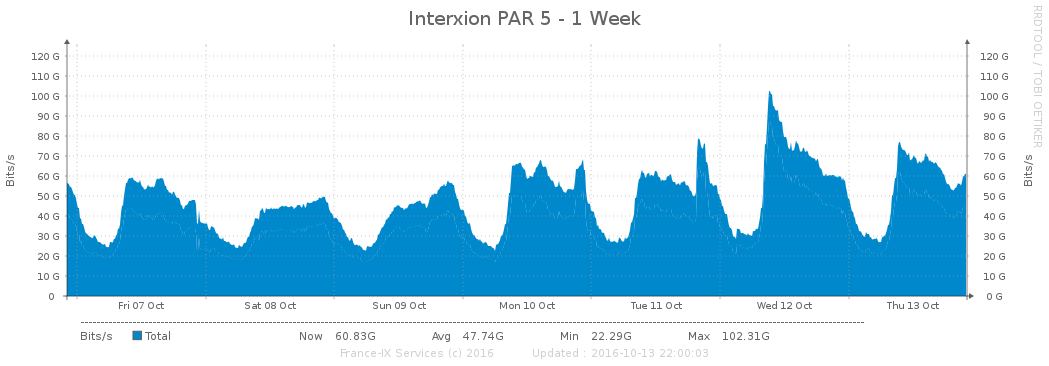 Interxion PAR 5 - 1 Week
RRDTOOL / TOBI OETIKER
Bits/s
120 G
110 G
100 G
90 G
80 G
70 G
60 G
50 G
40 G
30 G
20 G
10 G
0
120 G
110 G
100 G
90 G
80 G
70 G
60 G
50 G
40 G
30 G
20 G
10 G
0 G
Bits/s
Fri 07 Oct Sat 08 Oct Sun 09 Oct Mon 10 Oct Tue 11 Oct Wed 12 Oct Thu 13 Oct
Bits/s Total Now 60.83G Avg 47.74G Min 22.29G Max 102.31G
France-IX Services (c) 2016 Updated : 2016-10-13 22:00:03